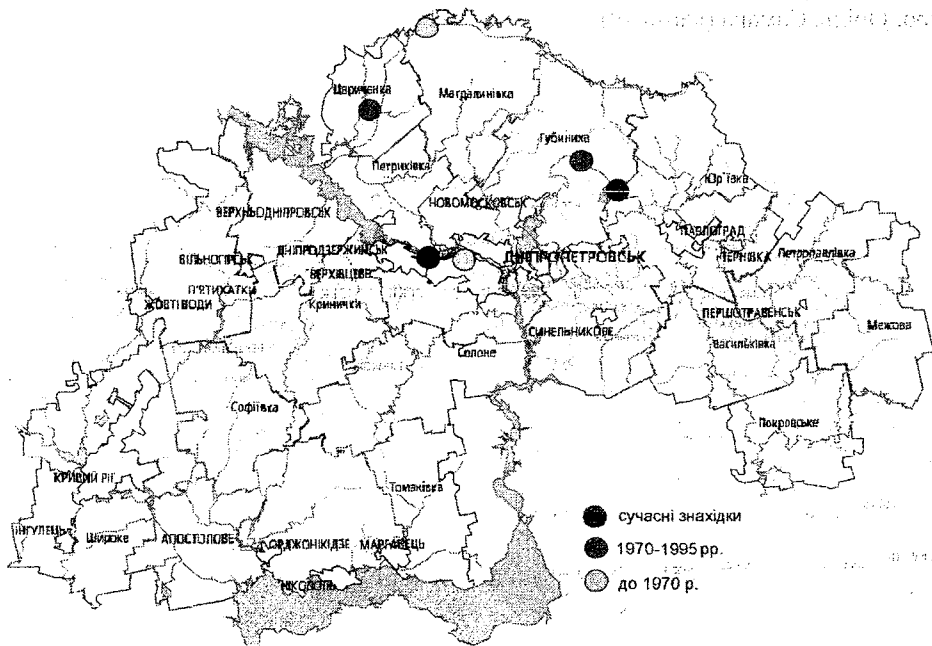 Царичанка
Магдалинівка
Губиниха
Петриківка
Юр'ївка
НОВОМОСКОВСЬК
ВЕРХНЬОДНІПРОВСЬК
ПАВЛОГРАД
ДНІПРОДЗЕРЖИНСЬК
ДНІПРОПЕТРОВСЬК
ТЕРНІВКА
Петропавлівка
ВІЛЬНОГІРСЬК
ВЕРХІВЦЕВЕ
П'ЯТИХАТКИ
Кринички
ЖОВТІ ВОДИ
ПЕРШОТРАВЕНСЬК
СИНЕЛЬНИКОВЕ
Межова
Васильківка
Солоне
Софіївка
Покровське
КРИВИЙ РІГ
Томаківка
сучасні знахідки
ІНГУЛЕЦЬ
Широке
АПОСТОЛОВЕ
ОРДЖОНІКІДЗЕ
МАРГАНЕЦЬ
1970-1995 рр.
НІКОПОЛЬ
до 1970 р.